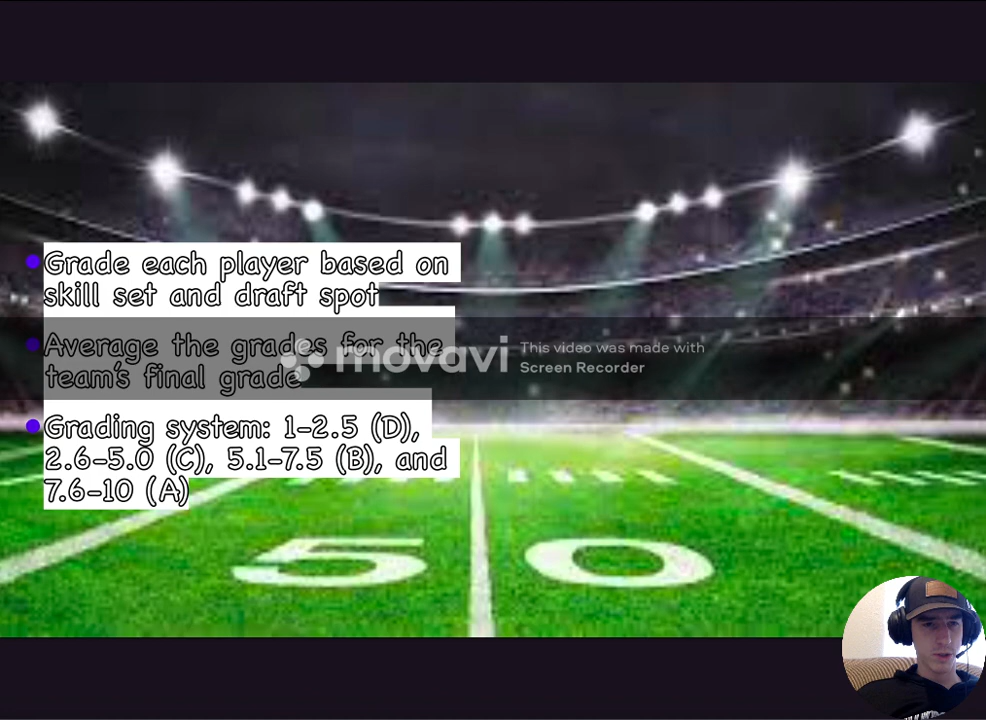 Grade each player based on
skill set and draft spot
Average the grades for the
team's final grade
movavi
This video was made with
Screen Recorder
Grading system: 1-2.5 (D),
2.6-5.0 (C), 5.1-7.5 (B), and
7.6-10 (A)
5 0